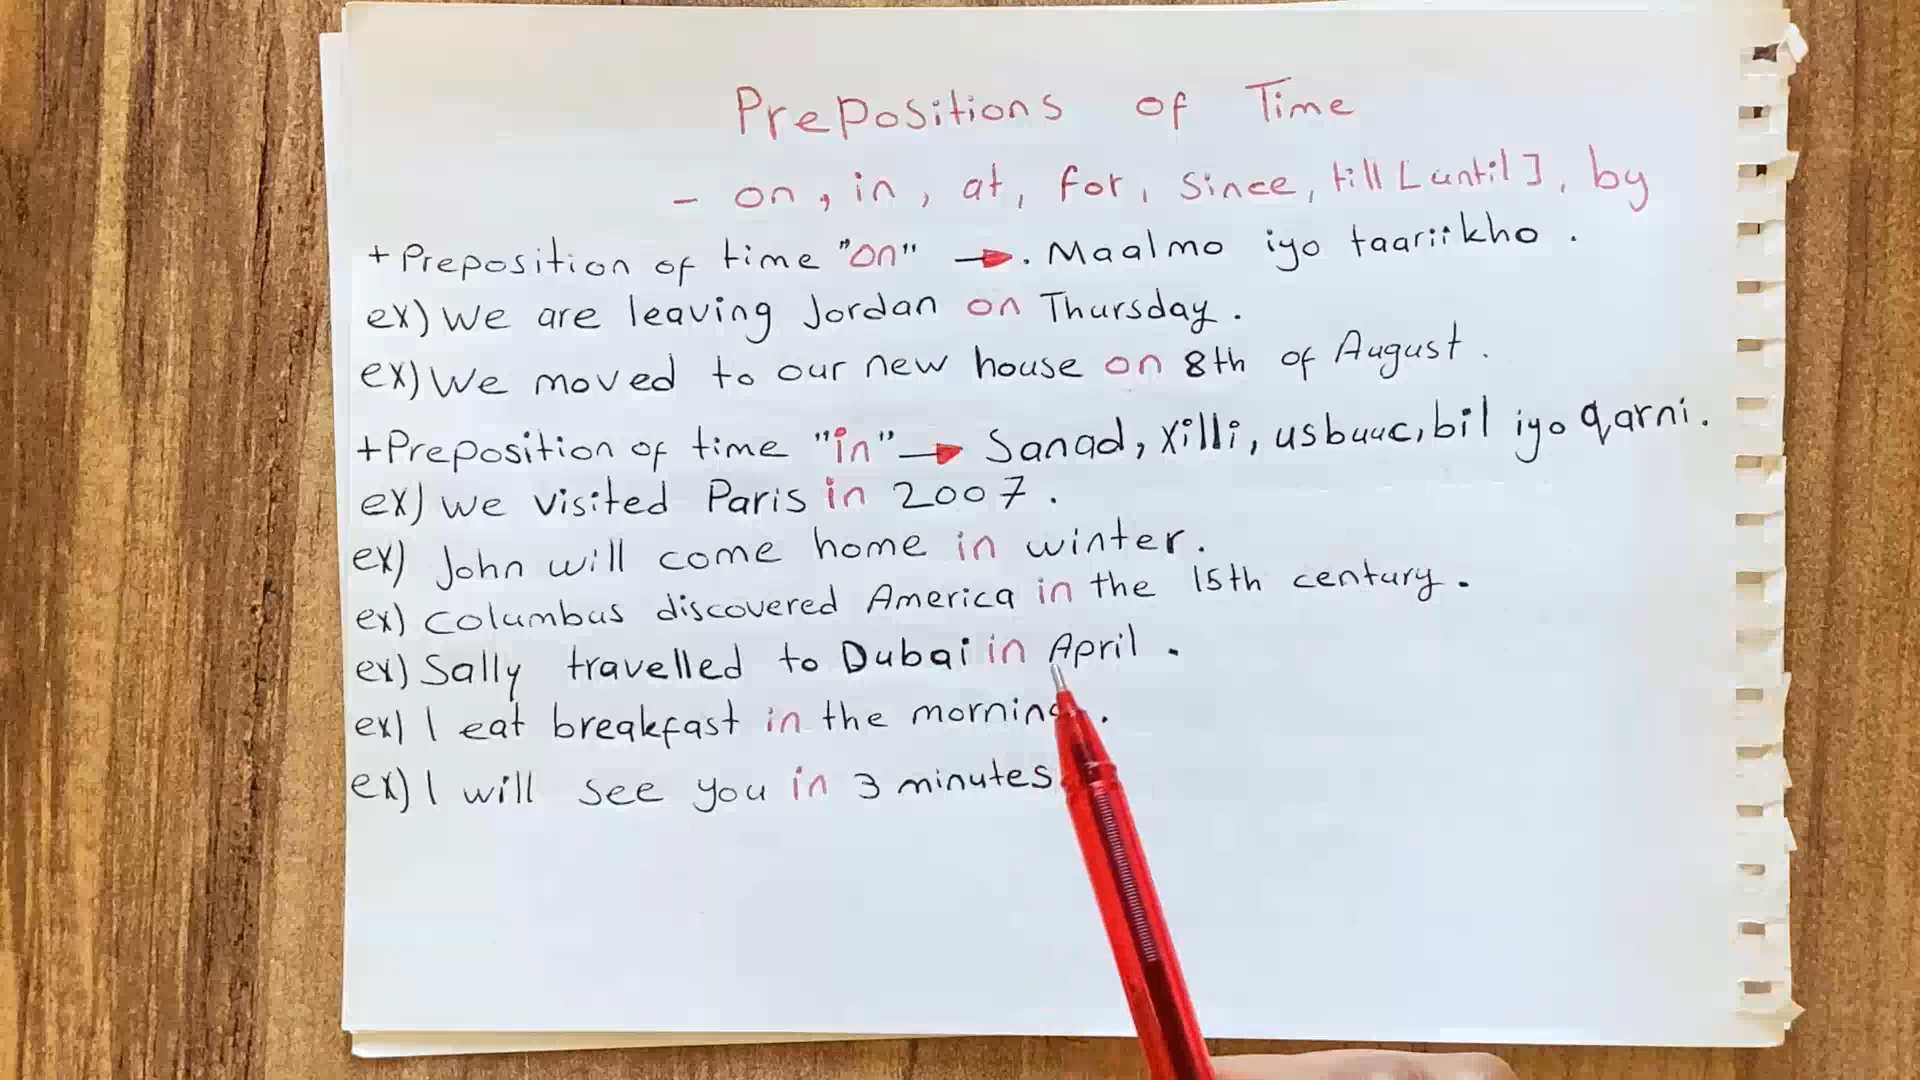 Prepositions of Time
- on, in, at, for, since, till [until], by
+ Preposition of time "on" → . Maalmo iyo taariikho .
ex) We are leaving Jordan on Thursday .
ex) We moved to our new house on 8th of August .
+ Preposition of time "in" → Sanad, xilli, usbuuc, bil iyo qarni .
ex) we visited Paris in 2007 .
ex) John will come home in winter .
ex) Columbus discovered America in the 15th century .
ex) Sally travelled to Dubai in April .
ex) I eat breakfast in the morning .
ex) I will see you in 3 minutes